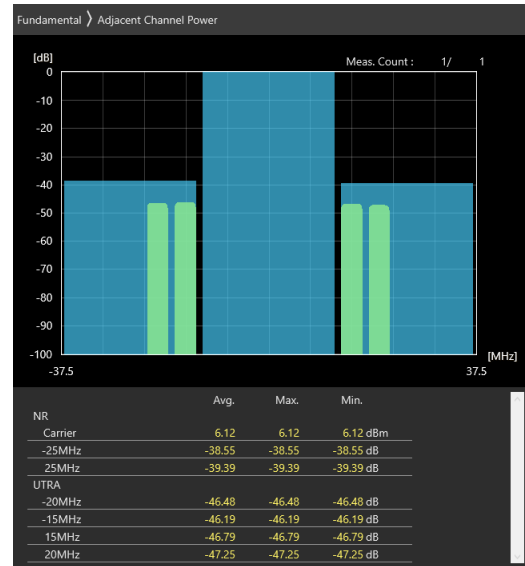 Fundamental 〉 Adjacent Channel Power
[dB]
Meas. Count : 1/ 1
0
-10
-20
-30
-40
-50
-60
-70
-80
-90
-100
[MHz]
-37.5 37.5
Avg. Max. Min.
NR
Carrier 6.12 6.12 6.12 dBm
-25MHz -38.55 -38.55 -38.55 dB
25MHz -39.39 -39.39 -39.39 dB
UTRA
-20MHz -46.48 -46.48 -46.48 dB
-15MHz -46.19 -46.19 -46.19 dB
15MHz -46.79 -46.79 -46.79 dB
20MHz -47.25 -47.25 -47.25 dB